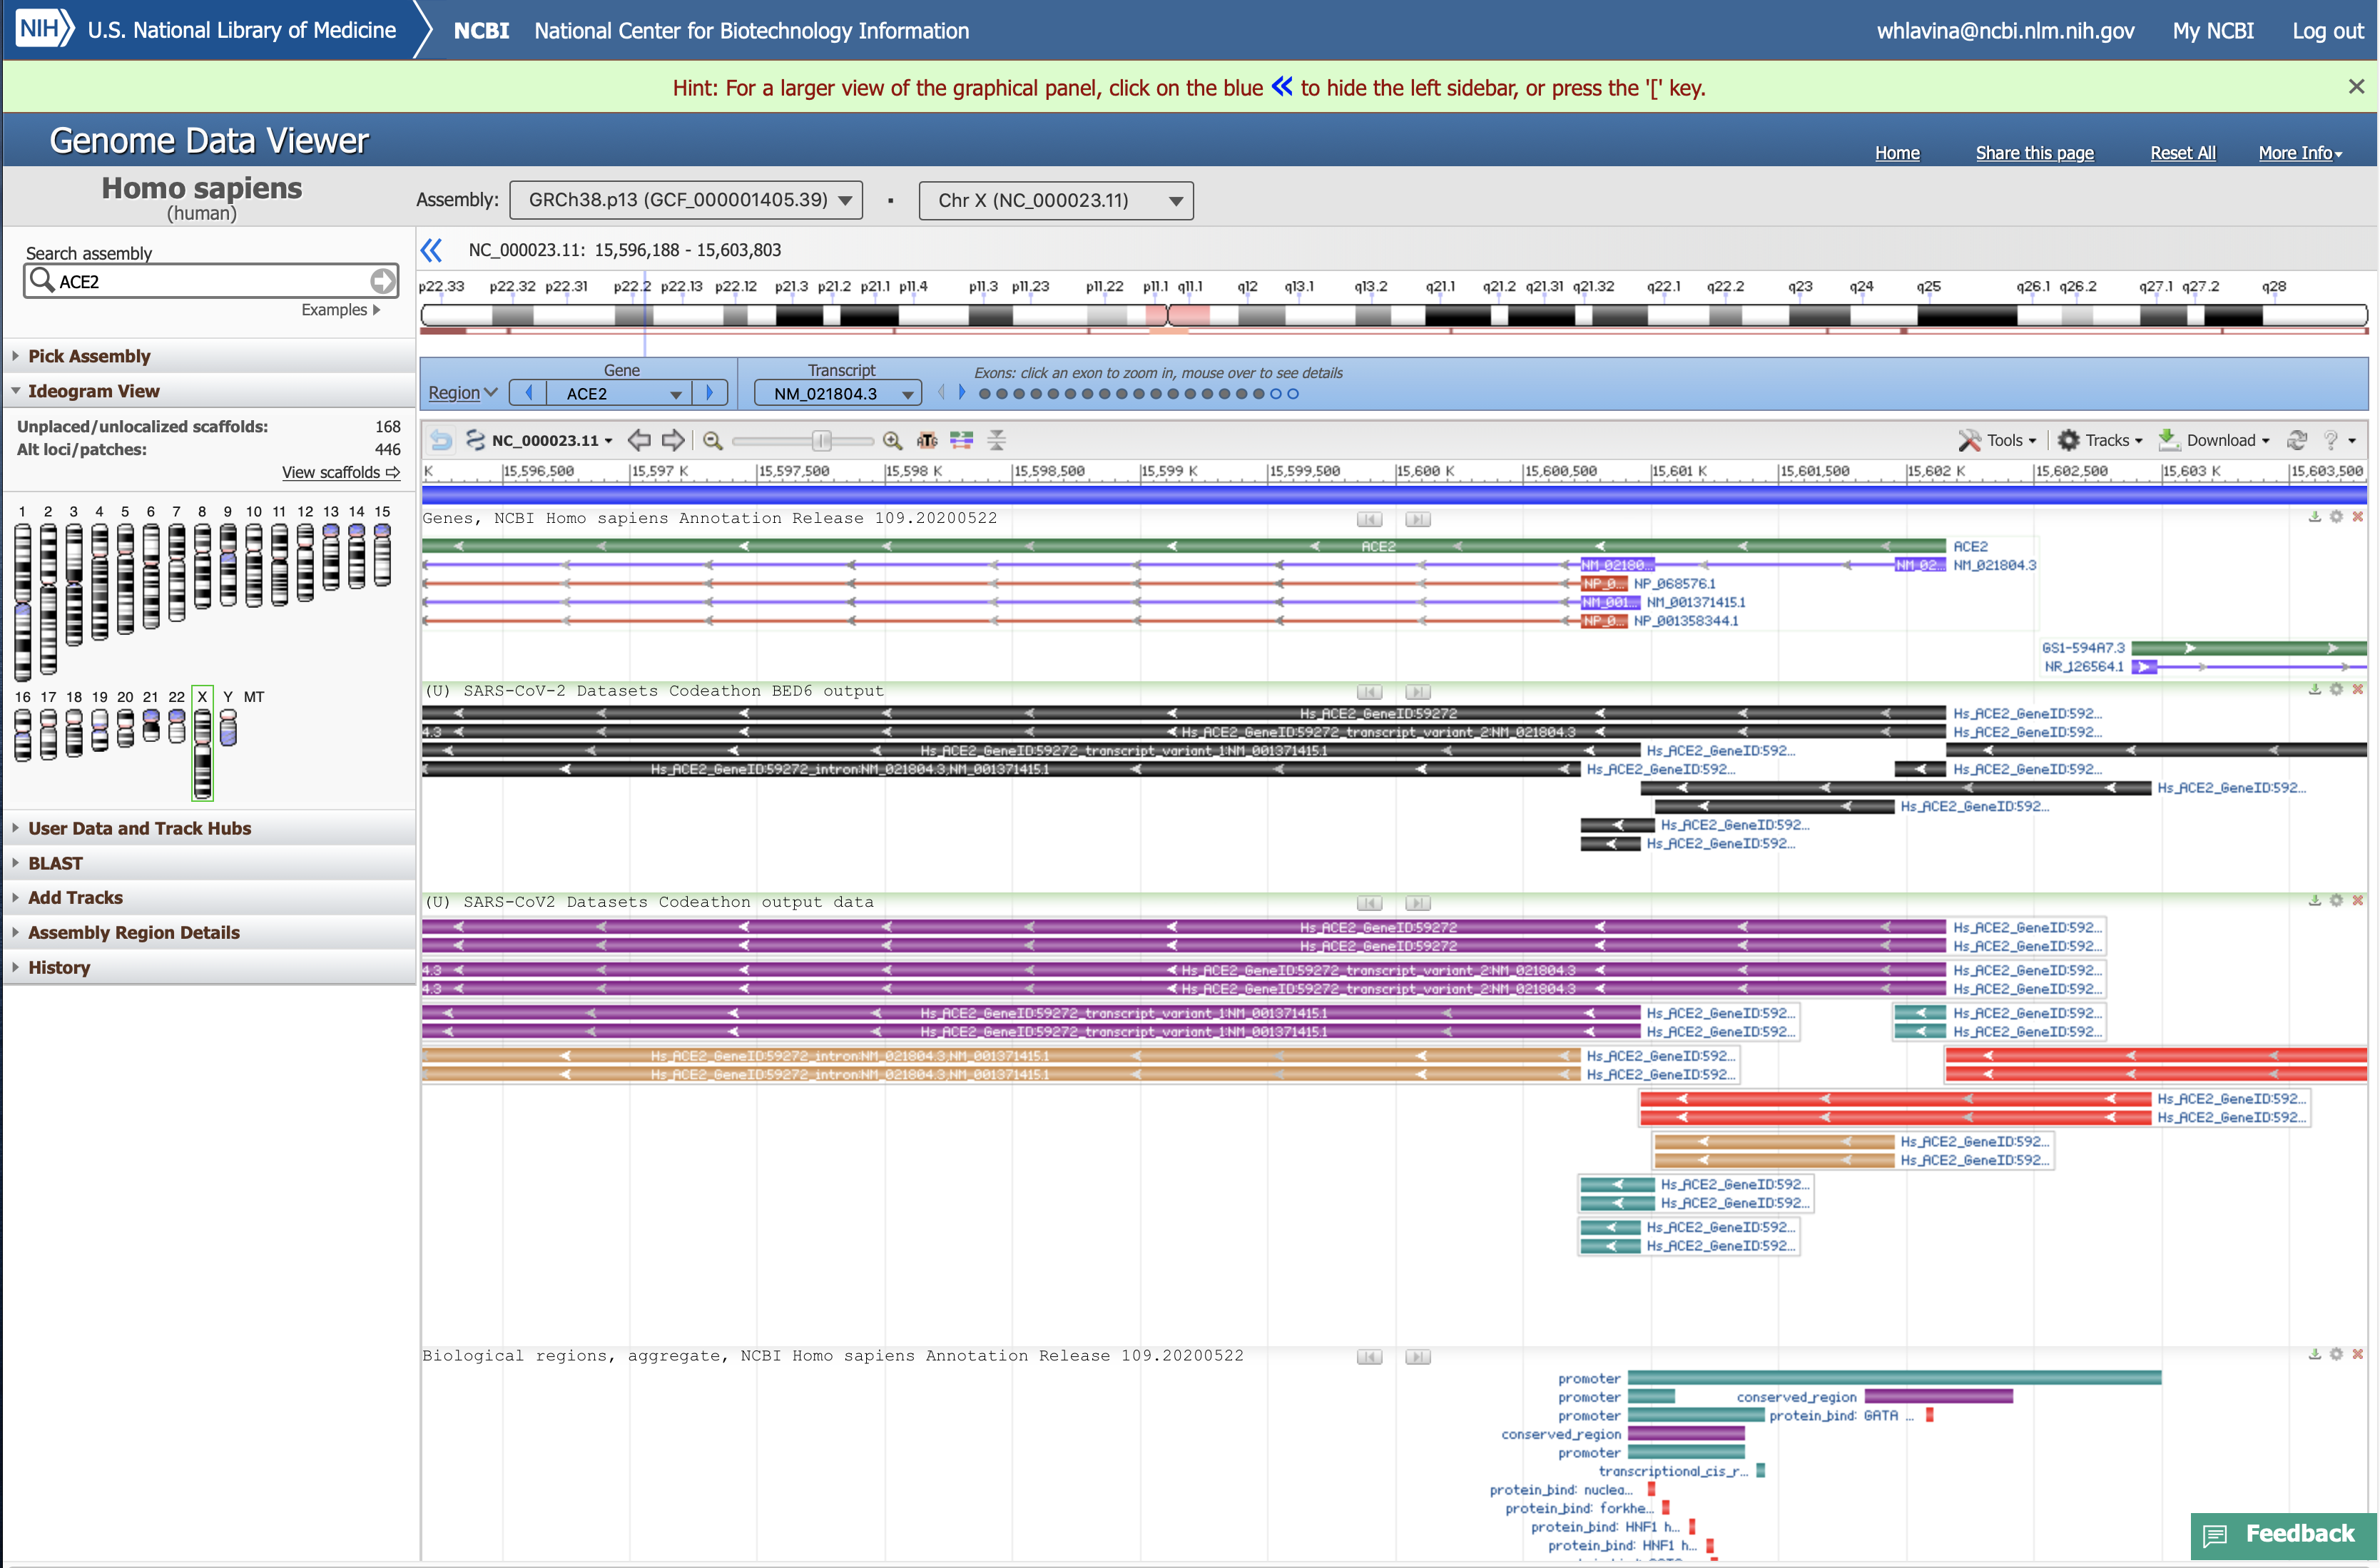 NIH U.S. National Library of Medicine NCBI National Center for Biotechnology Information whlavina@ncbi.nlm.nih.gov My NCBI Log out
Hint: For a larger view of the graphical panel, click on the blue « to hide the left sidebar, or press the '[' key.
Genome Data Viewer Home Share this page Reset All More Info
Homo sapiens
(human)
Assembly: GRCh38.p13 (GCF_000001405.39) Chr X (NC_000023.11)
Search assembly
ACE2
Examples
Pick Assembly
Ideogram View
Unplaced/unlocalized scaffolds: 168
Alt loci/patches: 446
View scaffolds
1 2 3 4 5 6 7 8 9 10 11 12 13 14 15
16 17 18 19 20 21 22 X Y MT
User Data and Track Hubs
BLAST
Add Tracks
Assembly Region Details
History
NC_000023.11: 15,596,188 - 15,603,803
p22.33 p22.32 p22.31 p22.2 p22.13 p22.12 p21.3 p21.2 p21.1 p11.4 p11.3 p11.23 p11.22 p11.1 q11.1 q12 q13.1 q13.2 q21.1 q21.2 q21.31 q21.32 q22.1 q22.2 q23 q24 q25 q26.1 q26.2 q27.1 q27.2 q28
Gene Transcript Exons: click an exon to zoom in, mouse over to see details
Region ACE2 NM_021804.3
NC_000023.11 ATG Tools Tracks Download ?
K 15,596,500 15,597 K 15,597,500 15,598 K 15,598,500 15,599 K 15,599,500 15,600 K 15,600,500 15,601 K 15,601,500 15,602 K 15,602,500 15,603 K 15,603,500
Genes, NCBI Homo sapiens Annotation Release 109.20200522
ACE2 ACE2
NM_02180... NM_02... NM_021804.3
NP_0... NP_068576.1
NM_001... NM_001371415.1
NP_0... NP_001358344.1
GS1-594A7.3
NR_126564.1
(U) SARS-CoV-2 Datasets Codeathon BED6 output
Hs_ACE2_GeneID:59272 Hs_ACE2_GeneID:592...
4.3 Hs_ACE2_GeneID:59272_transcript_variant_2:NM_021804.3 Hs_ACE2_GeneID:592...
Hs_ACE2_GeneID:59272_transcript_variant_1:NM_001371415.1 Hs_ACE2_GeneID:592...
Hs_ACE2_GeneID:59272_intron:NM_021804.3,NM_001371415.1 Hs_ACE2_GeneID:592... Hs_ACE2_GeneID:592...
Hs_ACE2_GeneID:592...
Hs_ACE2_GeneID:592...
Hs_ACE2_GeneID:592...
Hs_ACE2_GeneID:592...
(U) SARS-CoV2 Datasets Codeathon output data
Hs_ACE2_GeneID:59272 Hs_ACE2_GeneID:592...
Hs_ACE2_GeneID:59272 Hs_ACE2_GeneID:592...
4.3 Hs_ACE2_GeneID:59272_transcript_variant_2:NM_021804.3 Hs_ACE2_GeneID:592...
4.3 Hs_ACE2_GeneID:59272_transcript_variant_2:NM_021804.3 Hs_ACE2_GeneID:592...
Hs_ACE2_GeneID:59272_transcript_variant_1:NM_001371415.1 Hs_ACE2_GeneID:592... Hs_ACE2_GeneID:592...
Hs_ACE2_GeneID:59272_transcript_variant_1:NM_001371415.1 Hs_ACE2_GeneID:592... Hs_ACE2_GeneID:592...
Hs_ACE2_GeneID:59272_intron:NM_021804.3,NM_001371415.1 Hs_ACE2_GeneID:592...
Hs_ACE2_GeneID:59272_intron:NM_021804.3,NM_001371415.1 Hs_ACE2_GeneID:592...
Hs_ACE2_GeneID:592...
Hs_ACE2_GeneID:592...
Hs_ACE2_GeneID:592...
Hs_ACE2_GeneID:592...
Hs_ACE2_GeneID:592...
Hs_ACE2_GeneID:592...
Hs_ACE2_GeneID:592...
Hs_ACE2_GeneID:592...
Biological regions, aggregate, NCBI Homo sapiens Annotation Release 109.20200522
promoter
promoter conserved_region
promoter protein_bind: GATA ...
conserved_region
promoter
transcriptional_cis_r...
protein_bind: nuclea...
protein_bind: forkhe...
protein_bind: HNF1 h...
protein_bind: HNF1 h...
Feedback